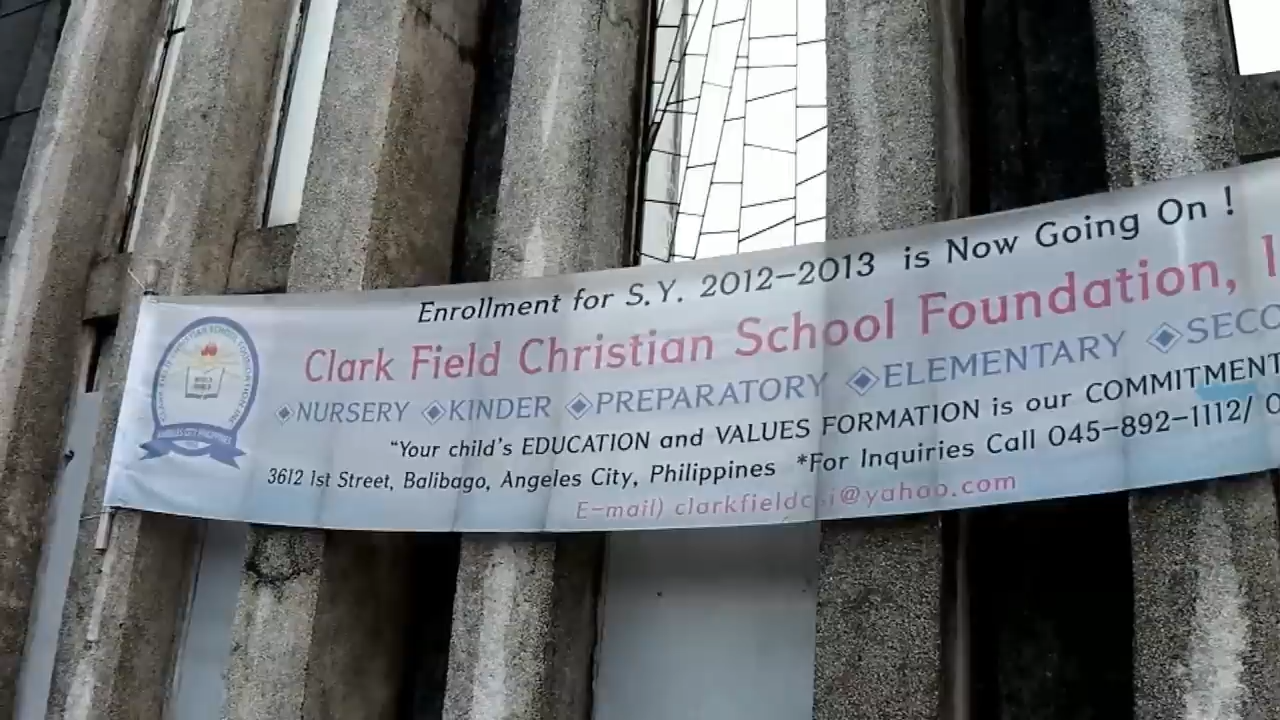 Enrollment for S.Y. 2012-2013 is Now Going On !
Clark Field Christian School Foundation,
NURSERY KINDER PREPARATORY ELEMENTARY
"Your child's EDUCATION and VALUES FORMATION is our COMMITMENT
3612 1st Street, Balibago, Angeles City, Philippines *For Inquiries Call 045-892-1112/
E-mail)